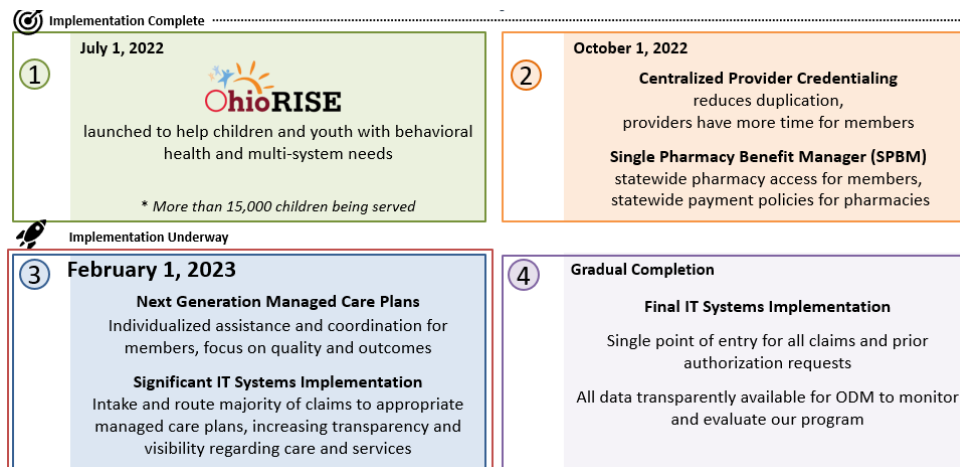 Implementation Complete
1
July 1, 2022
OhioRISE
launched to help children and youth with behavioral
health and multi-system needs
* More than 15,000 children being served
2
October 1, 2022
Centralized Provider Credentialing
reduces duplication,
providers have more time for members
Single Pharmacy Benefit Manager (SPBM)
statewide pharmacy access for members,
statewide payment policies for pharmacies
Implementation Underway
3
February 1, 2023
Next Generation Managed Care Plans
Individualized assistance and coordination for
members, focus on quality and outcomes
Significant IT Systems Implementation
Intake and route majority of claims to appropriate
managed care plans, increasing transparency and
visibility regarding care and services
4
Gradual Completion
Final IT Systems Implementation
Single point of entry for all claims and prior
authorization requests
All data transparently available for ODM to monitor
and evaluate our program